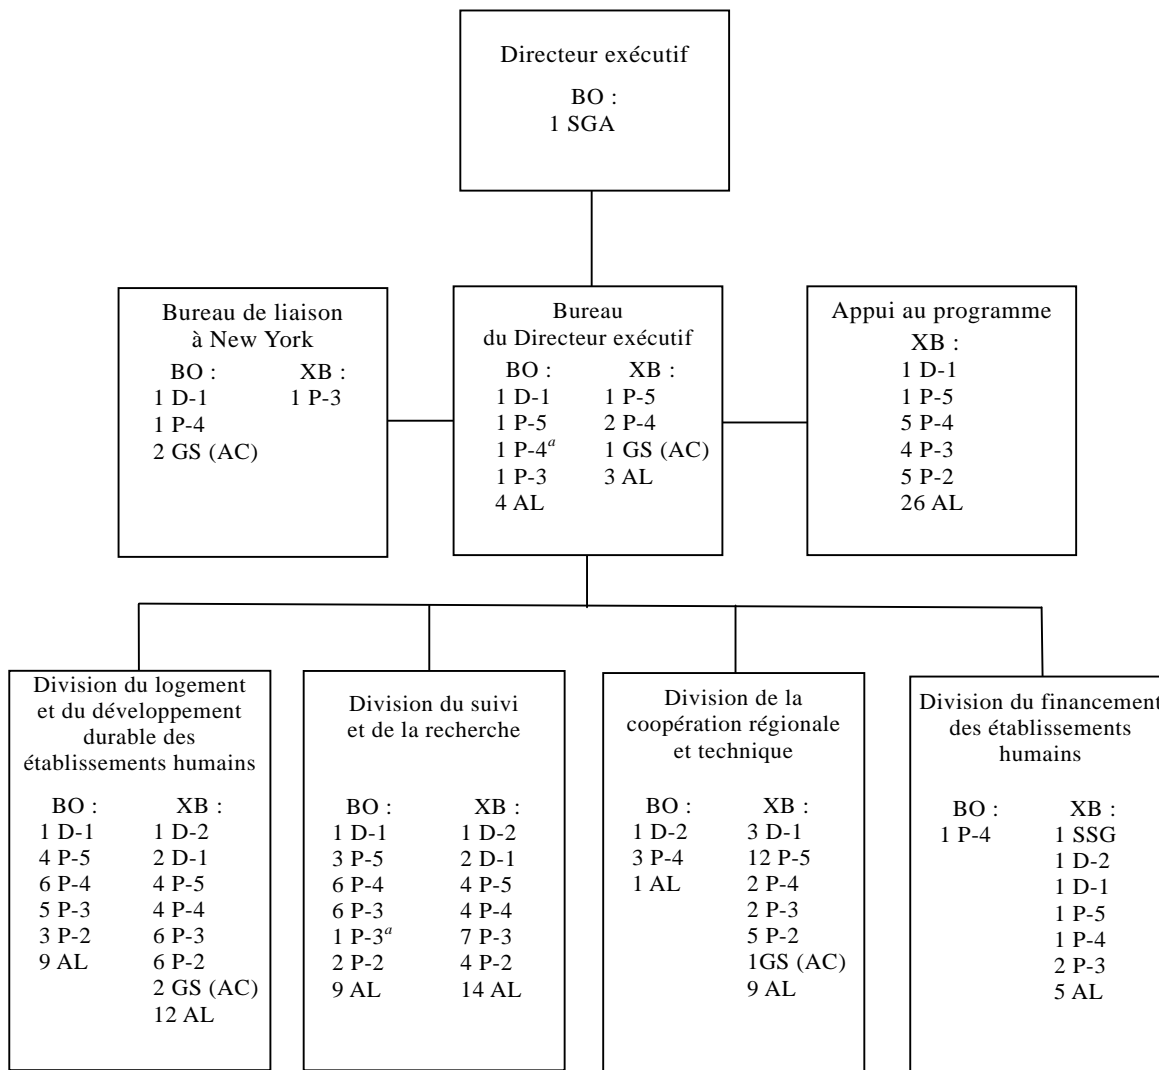 Directeur exécutif
BO :
1 SGA
Bureau de liaison
à New York
BO :
1 D-1
1 P-4
2 GS (AC)
XB :
1 P-3
Bureau
du Directeur exécutif
BO :
1 D-1
1 P-5
1 P-4a
1 P-3
4 AL
XB :
1 P-5
2 P-4
1 GS (AC)
3 AL
Appui au programme
XB :
1 D-1
1 P-5
5 P-4
4 P-3
5 P-2
26 AL
Division du logement
et du développement
durable des
établissements humains
BO :
1 D-1
4 P-5
6 P-4
5 P-3
3 P-2
9 AL
XB :
1 D-2
2 D-1
4 P-5
4 P-4
6 P-3
6 P-2
2 GS (AC)
12 AL
Division du suivi
et de la recherche
BO :
1 D-1
3 P-5
6 P-4
6 P-3
1 P-3a
2 P-2
9 AL
XB :
1 D-2
2 D-1
4 P-5
4 P-4
7 P-3
4 P-2
14 AL
Division de la
coopération régionale
et technique
BO :
1 D-2
3 P-4
1 AL
XB :
3 D-1
12 P-5
2 P-4
2 P-3
5 P-2
1GS (AC)
9 AL
Division du financement
des établissements
humains
BO :
1 P-4
XB :
1 SSG
1 D-2
1 D-1
1 P-5
1 P-4
2 P-3
5 AL